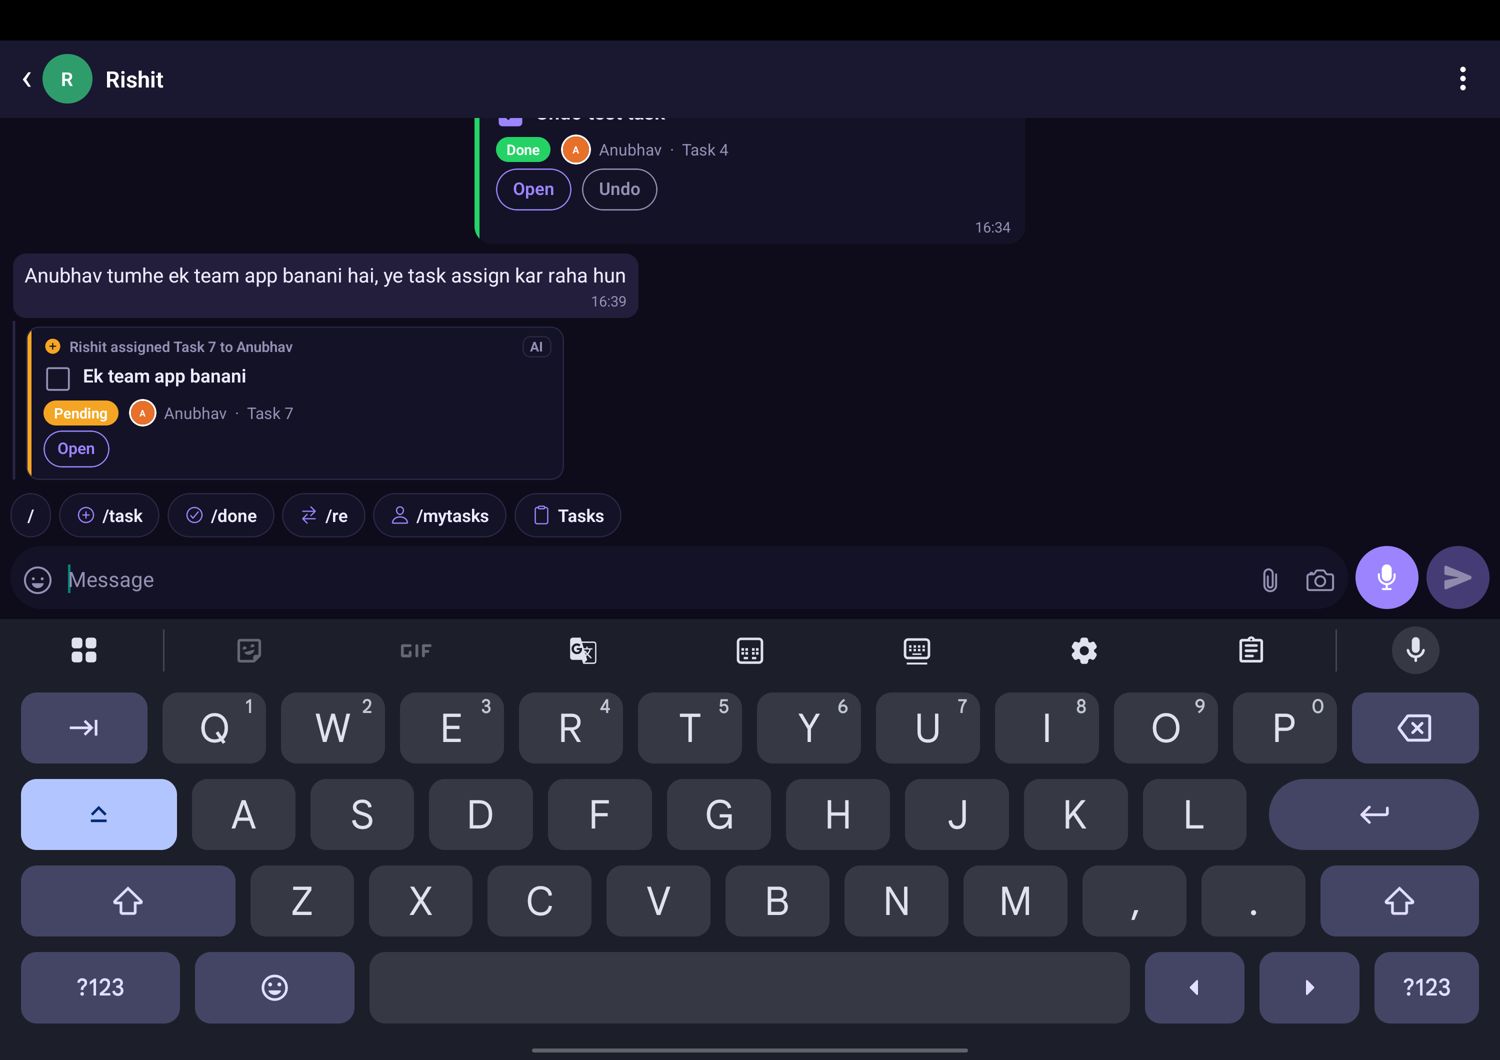 R
Rishit
Undo test task
Done
A
Anubhav · Task 4
Open
Undo
16:34
Anubhav tumhe ek team app banani hai, ye task assign kar raha hun
16:39
Rishit assigned Task 7 to Anubhav
AI
Ek team app banani
Pending
A
Anubhav · Task 7
Open
/
/task
/done
/re
/mytasks
Tasks
Message
GIF
Q 1 W 2 E 3 R 4 T 5 Y 6 U 7 I 8 O 9 P 0
A S D F G H J K L
Z X C V B N M , .
?123
?123